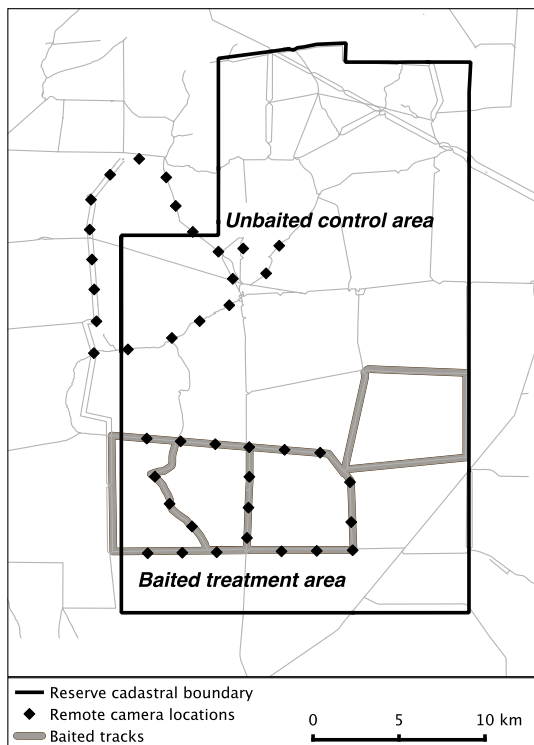 Unbaited control area
Baited treatment area
Reserve cadastral boundary
Remote camera locations
Baited tracks
0 5 10 km